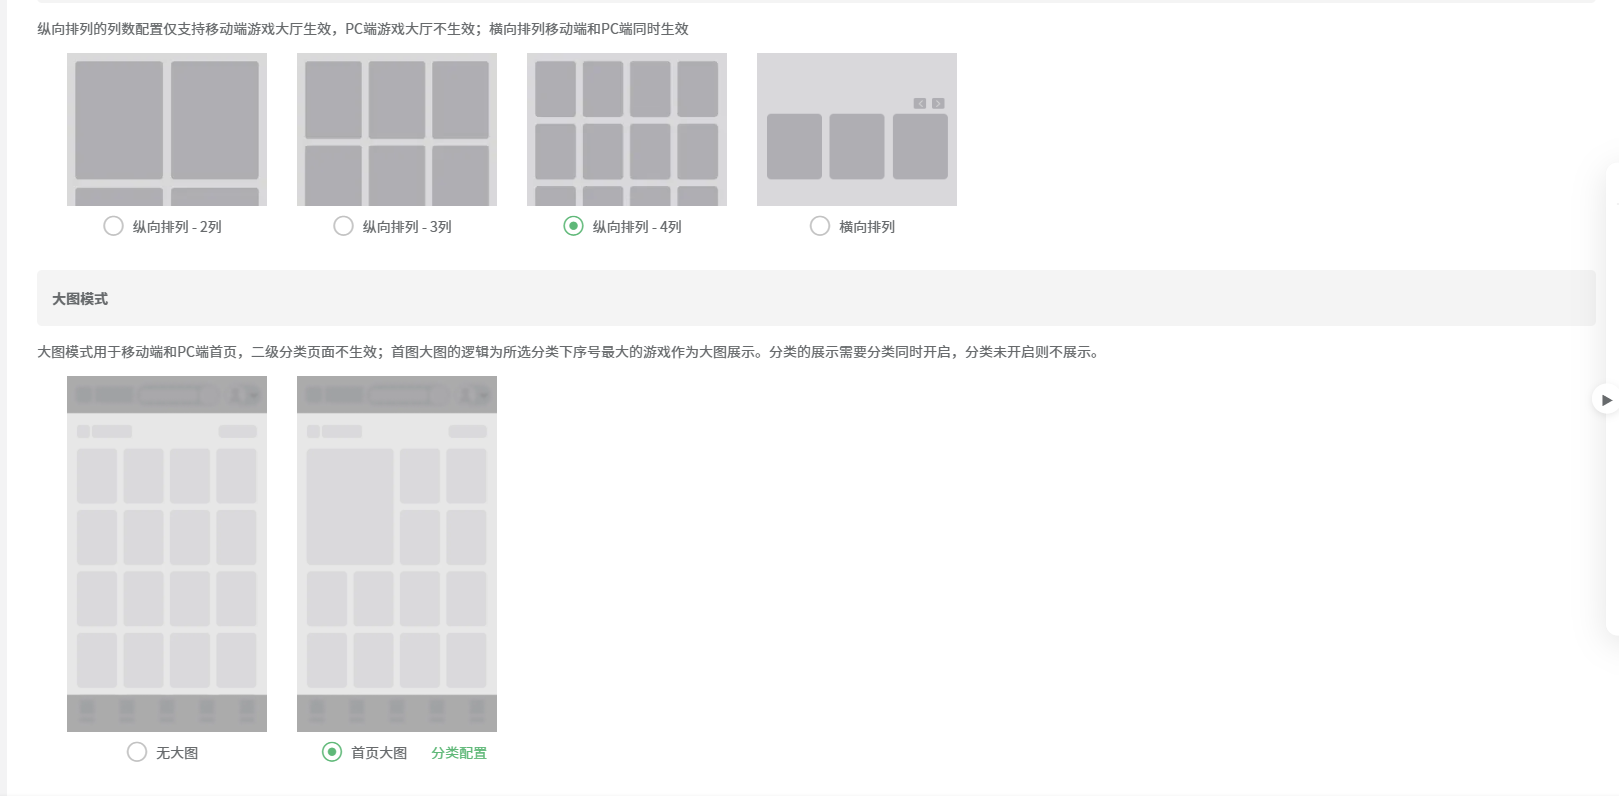 纵向排列的列数配置仅支持移动端游戏大厅生效，PC端游戏大厅不生效；横向排列移动端和PC端同时生效
纵向排列 - 2列
纵向排列 - 3列
纵向排列 - 4列
横向排列
大图模式
大图模式用于移动端和PC端首页，二级分类页面不生效；首图大图的逻辑为所选分类下序号最大的游戏作为大图展示。分类的展示需要分类同时开启，分类未开启则不展示。
无大图
首页大图
分类配置